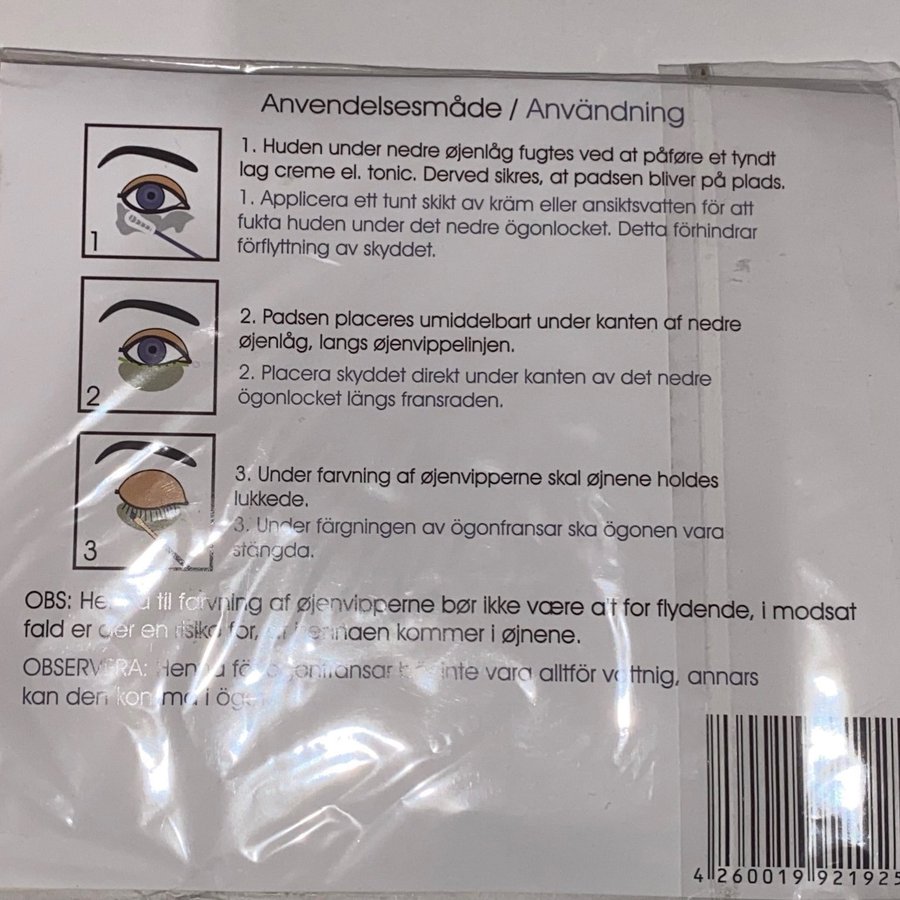 Anvendelsesmåde / Användning
1. Huden under nedre øjenlåg fugtes ved at påføre et tyndt
lag creme el. tonic. Derved sikres, at padsen bliver på plads.
1. Applicera ett tunt skikt av kräm eller ansiktsvatten för att
fukta huden under det nedre ögonlocket. Detta förhindrar
förflyttning av skyddet.
1
2. Padsen placeres umiddelbart under kanten af nedre
øjenlåg, langs øjenvippelinjen.
2. Placera skyddet direkt under kanten av det nedre
ögonlocket längs fransraden.
2
3. Under farvning af øjenvipperne skal øjnene holdes
lukkede.
3. Under färgningen av ögonfransar ska ögonen vara
stängda.
3
OBS: til farvning af øjenvipperne bør ikke være alt for flydende, i modsat
fald er der en risiko for, hennaen kommer i øjnene.
OBSERVERA: Henna för ögonfransar bör inte vara alltför vattnig, annars
kan den komma i
4 260019 921925